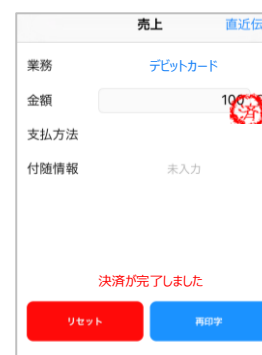 売上 直近伝
業務 デビットカード
金額 100
済
支払方法
付随情報 未入力
決済が完了しました
リセット 再印字